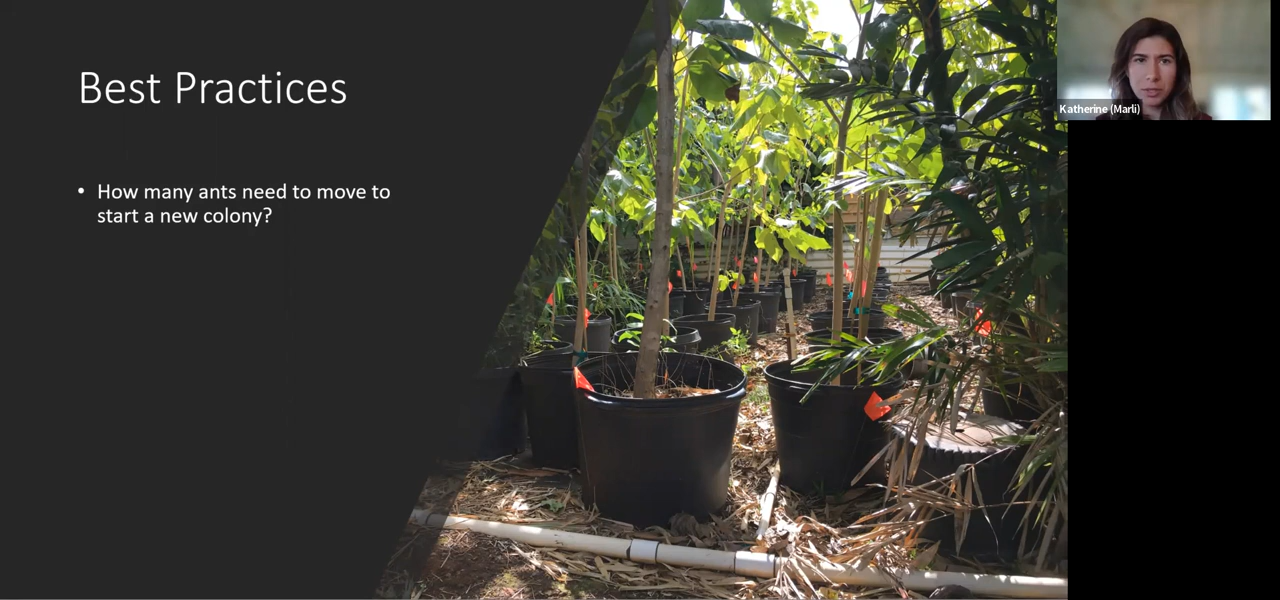 Best Practices
• How many ants need to move to
start a new colony?
Katherine (Marli)